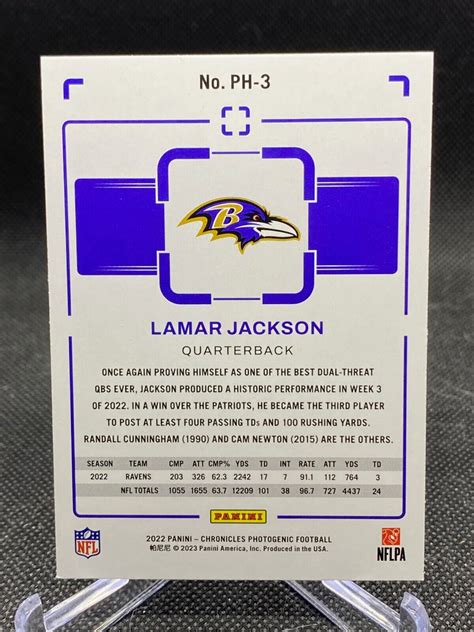 No. PH-3
B
LAMAR JACKSON
QUARTERBACK
ONCE AGAIN PROVING HIMSELF AS ONE OF THE BEST DUAL-THREAT
QBS EVER, JACKSON PRODUCED A HISTORIC PERFORMANCE IN WEEK 3
OF 2022. IN A WIN OVER THE PATRIOTS, HE BECAME THE THIRD PLAYER
TO POST AT LEAST FOUR PASSING TDs AND 100 RUSHING YARDS.
RANDALL CUNNINGHAM (1990) AND CAM NEWTON (2015) ARE THE OTHERS.
SEASON TEAM CMP ATT CMP% YDS TD INT R ATT YDS TD
2022 RAVENS 203 326 62.3 2242 17 7 91.1 112 764 3
NFL TOTALS 1055 1655 63.7 12209 101 38 96.7 727 4437 24
PANINI
NFL
2022 PANINI – CHRONICLES PHOTOGENIC FOOTBALL
帕尼尼 © 2023 Panini America, Inc. Produced in the USA.
NFLPA